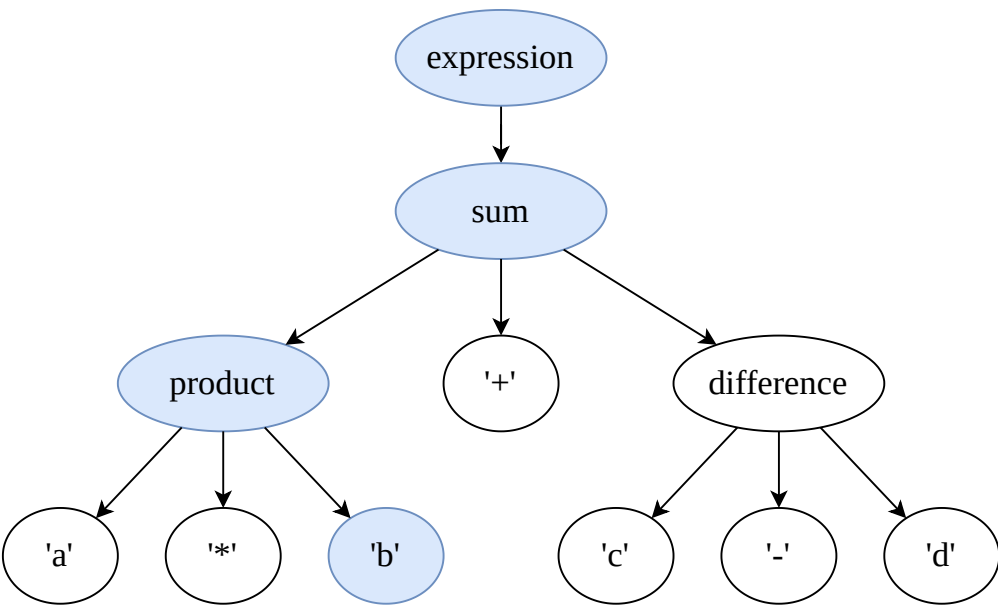 expression
sum
product
'+'
difference
'a'
'*'
'b'
'c'
'-'
'd'